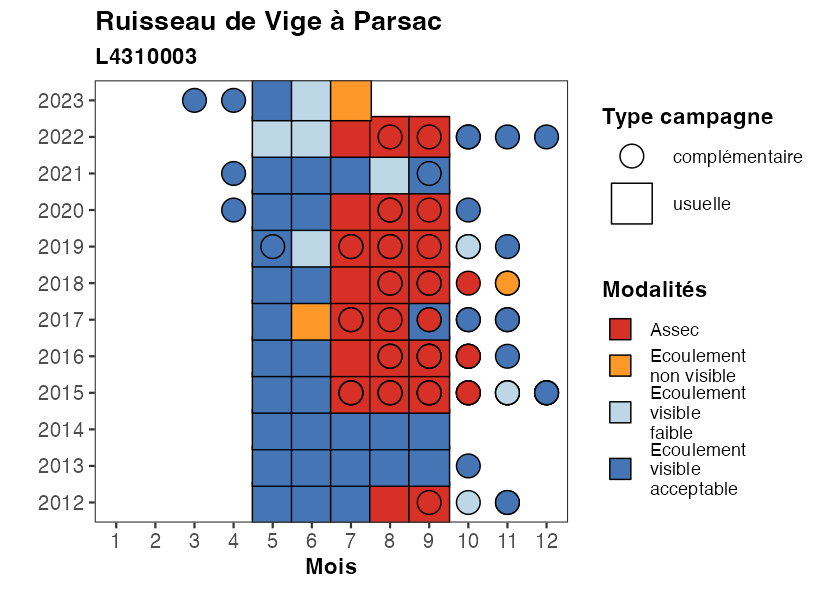 Ruisseau de Vige à Parsac
L4310003
2023
2022
2021
2020
2019
2018
2017
2016
2015
2014
2013
2012
1 2 3 4 5 6 7 8 9 10 11 12
Mois
Type campagne
complémentaire
usuelle
Modalités
Assec
Ecoulement
non visible
Ecoulement
visible
faible
Ecoulement
visible
acceptable